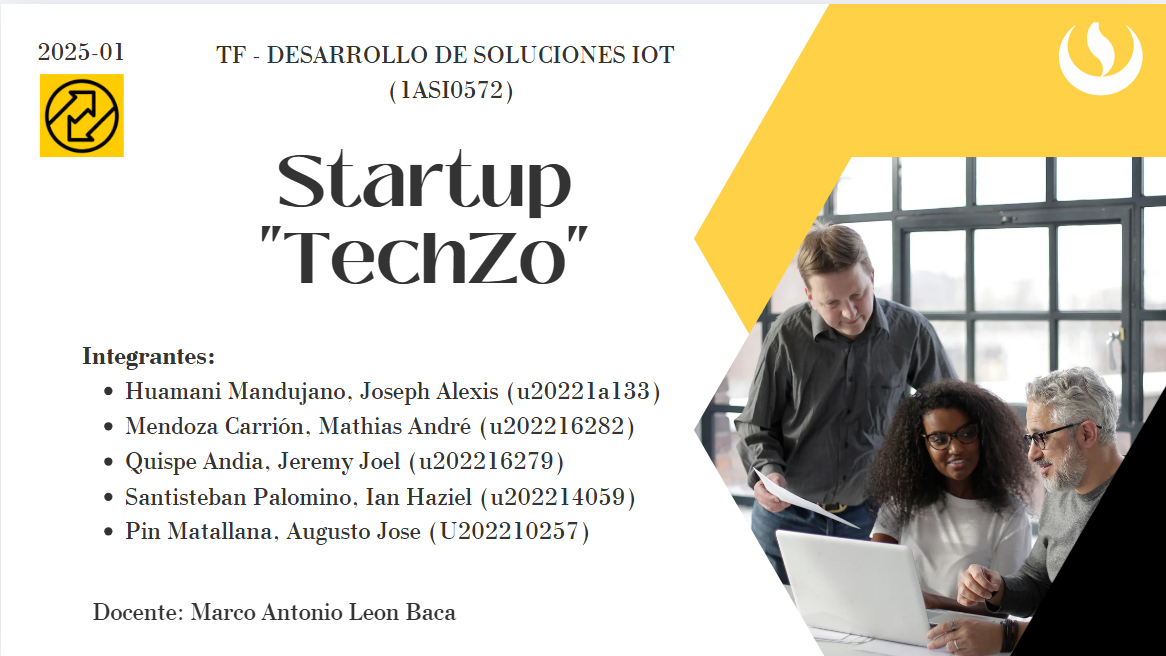 2025-01
TF - DESARROLLO DE SOLUCIONES IOT
(1ASI0572)
Startup
"TechZo"
Integrantes:
• Huamani Mandujano, Joseph Alexis (u20221a133)
• Mendoza Carrión, Mathias André (u202216282)
• Quispe Andia, Jeremy Joel (u202216279)
• Santisteban Palomino, Ian Haziel (u202214059)
• Pin Matallana, Augusto Jose (U202210257)
Docente: Marco Antonio Leon Baca